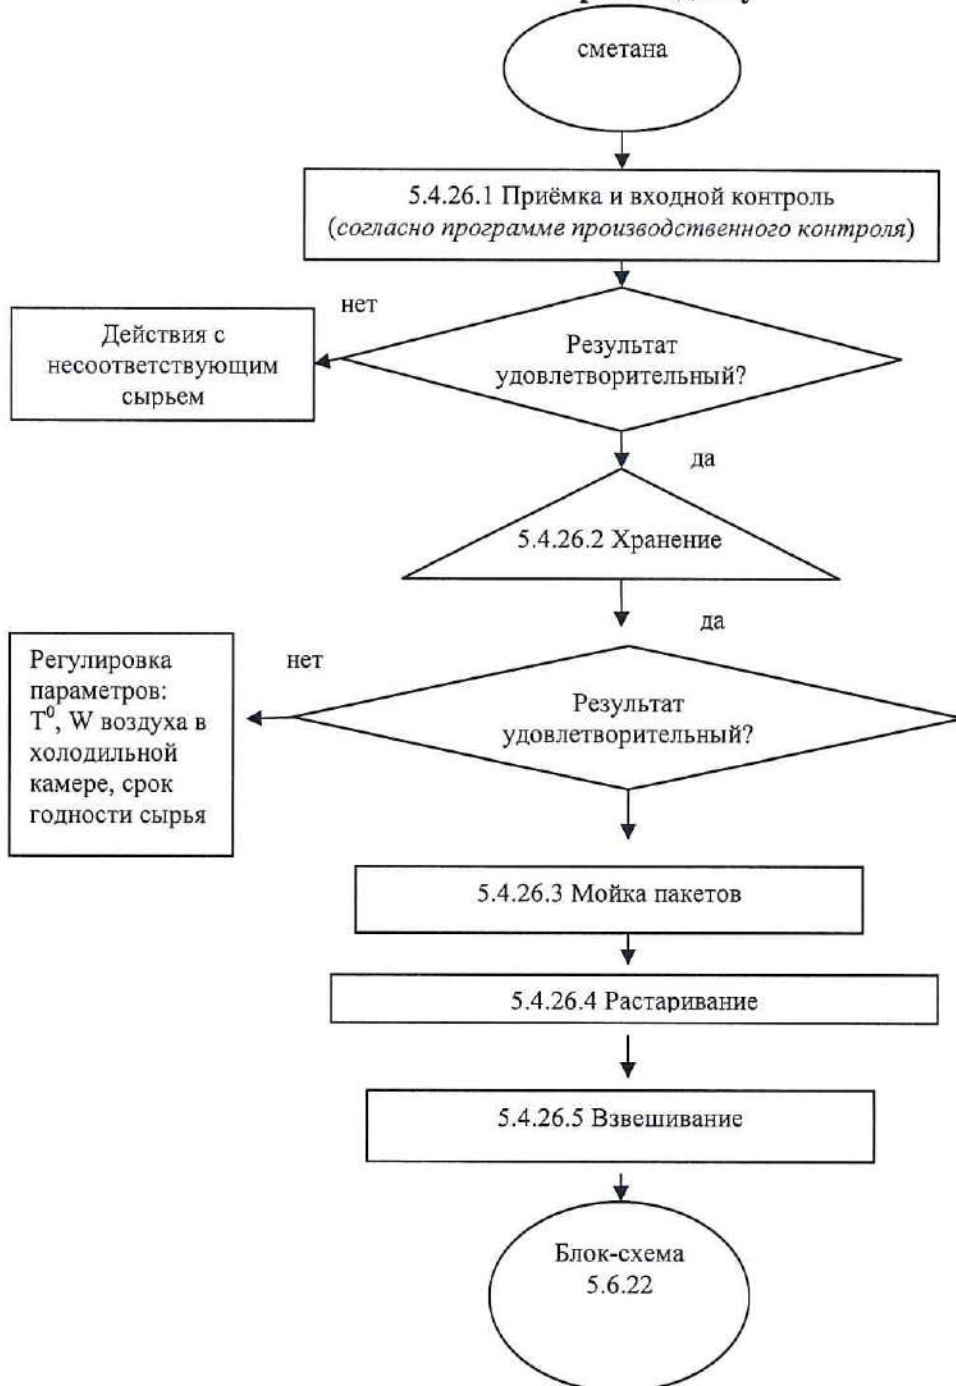 сметана
5.4.26.1 Приёмка и входной контроль
(согласно программе производственного контроля)
нет
Действия с
несоответствующим
сырьем
Результат
удовлетворительный?
да
5.4.26.2 Хранение
да
нет
Регулировка
параметров:
T⁰, W воздуха в
холодильной
камере, срок
годности сырья
Результат
удовлетворительный?
5.4.26.3 Мойка пакетов
5.4.26.4 Растаривание
5.4.26.5 Взвешивание
Блок-схема
5.6.22